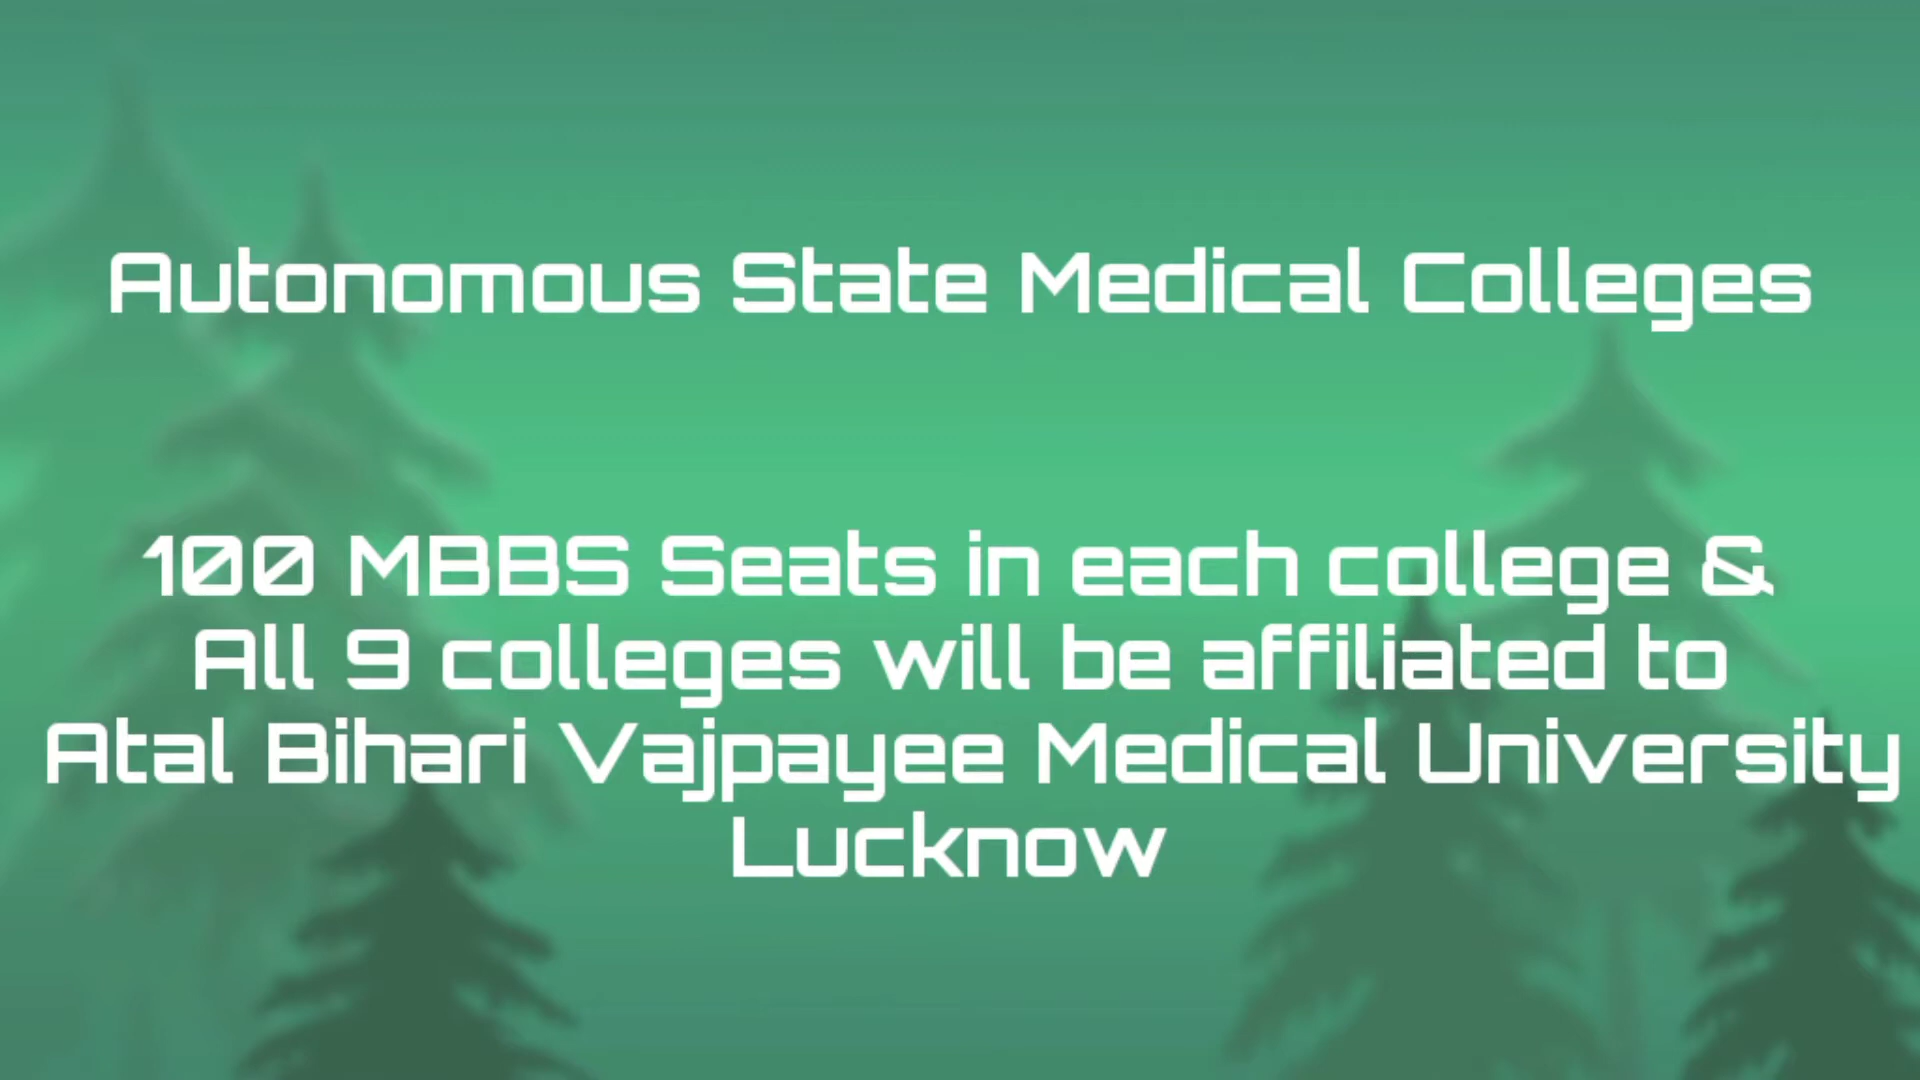 Autonomous State Medical Colleges
100 MBBS Seats in each college &
All 9 colleges will be affiliated to
Atal Bihari Vajpayee Medical University
Lucknow